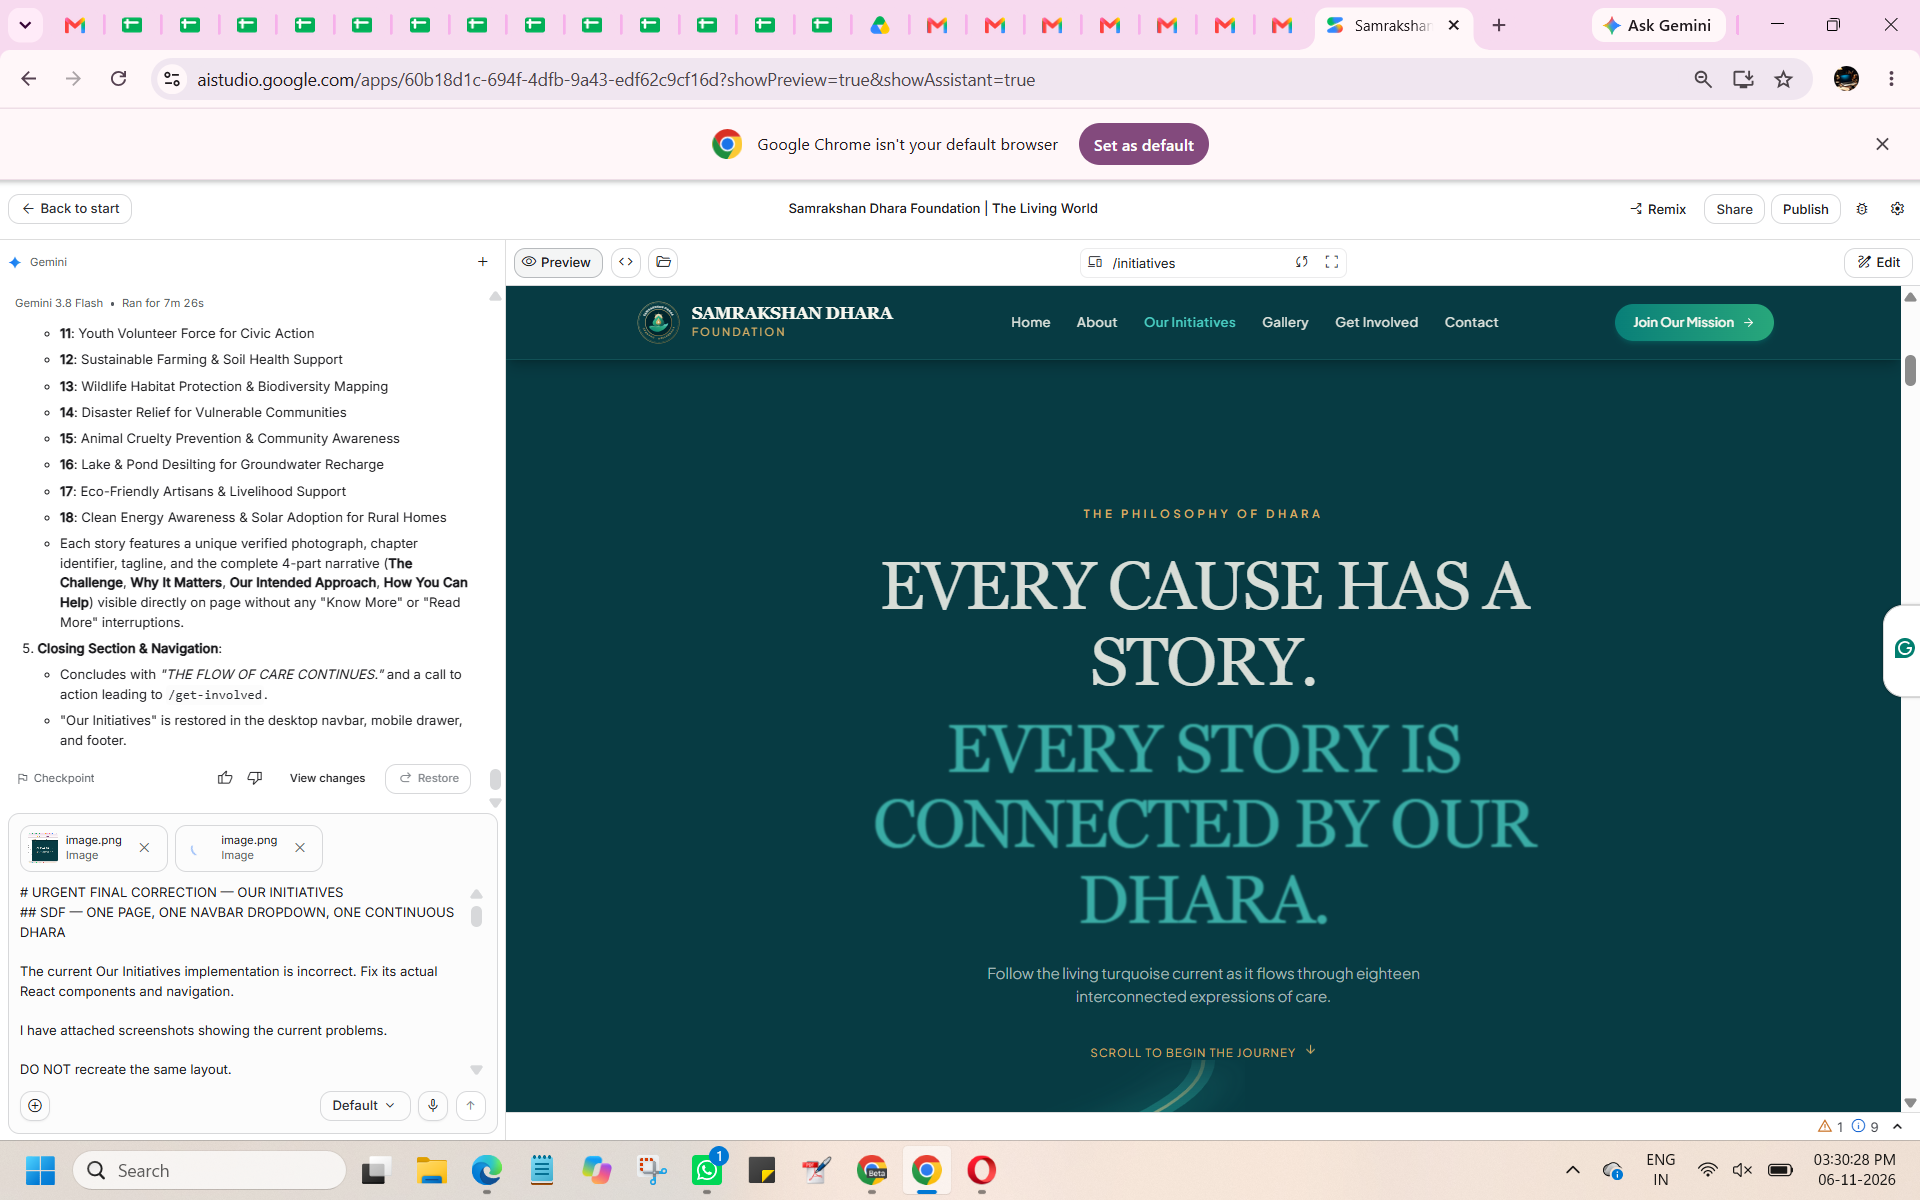 Samrakshan
Ask Gemini
aistudio.google.com/apps/60b18d1c-694f-4dfb-9a43-edf62c9cf16d?showPreview=true&showAssistant=true
Google Chrome isn't your default browser
Set as default
Back to start
Samrakshan Dhara Foundation | The Living World
Remix
Share
Publish
Gemini
Preview
/initiatives
Edit
Gemini 3.8 Flash • Ran for 7m 26s
11: Youth Volunteer Force for Civic Action
12: Sustainable Farming & Soil Health Support
13: Wildlife Habitat Protection & Biodiversity Mapping
14: Disaster Relief for Vulnerable Communities
15: Animal Cruelty Prevention & Community Awareness
16: Lake & Pond Desilting for Groundwater Recharge
17: Eco-Friendly Artisans & Livelihood Support
18: Clean Energy Awareness & Solar Adoption for Rural Homes
Each story features a unique verified photograph, chapter
identifier, tagline, and the complete 4-part narrative (The
Challenge, Why It Matters, Our Intended Approach, How You Can
Help) visible directly on page without any "Know More" or "Read
More" interruptions.
5. Closing Section & Navigation:
Concludes with "THE FLOW OF CARE CONTINUES." and a call to
action leading to /get-involved.
"Our Initiatives" is restored in the desktop navbar, mobile drawer,
and footer.
Checkpoint
View changes
Restore
image.png
Image
image.png
Image
# URGENT FINAL CORRECTION — OUR INITIATIVES
## SDF — ONE PAGE, ONE NAVBAR DROPDOWN, ONE CONTINUOUS
DHARA
The current Our Initiatives implementation is incorrect. Fix its actual
React components and navigation.
I have attached screenshots showing the current problems.
DO NOT recreate the same layout.
Default
SAMRAKSHAN DHARA
FOUNDATION
Home
About
Our Initiatives
Gallery
Get Involved
Contact
Join Our Mission
THE PHILOSOPHY OF DHARA
EVERY CAUSE HAS A
STORY.
EVERY STORY IS
CONNECTED BY OUR
DHARA.
Follow the living turquoise current as it flows through eighteen
interconnected expressions of care.
SCROLL TO BEGIN THE JOURNEY
1
9
Search
Beta
1
ENG
IN
03:30:28 PM
06-11-2026